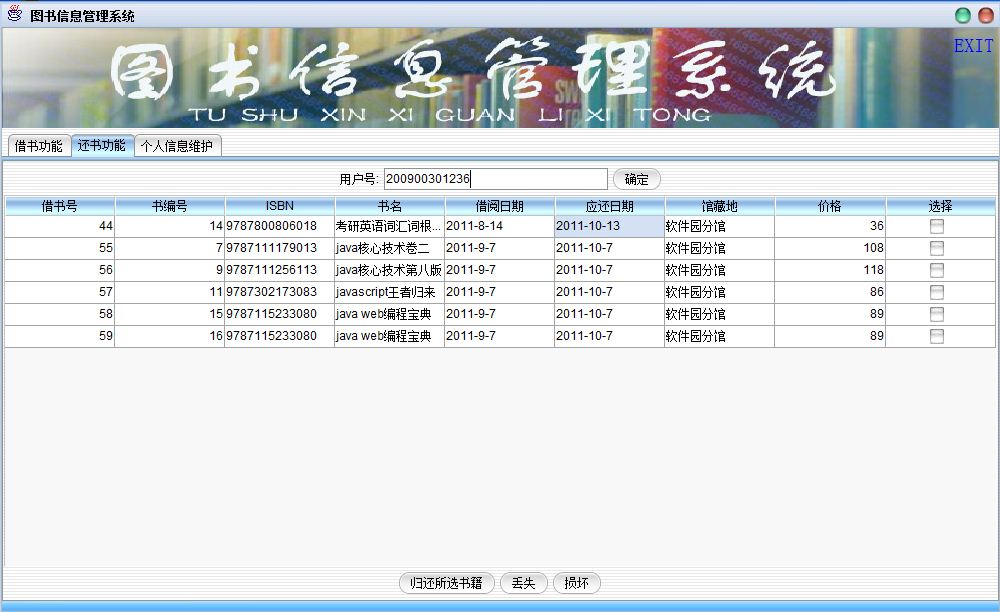 图书信息管理系统
EXIT
图书信息管理系统
TU SHU XIN XI GUAN LI XI TONG
借书功能 还书功能 个人信息维护
用户号: 200900301236 确定
借书号 书编号 ISBN 书名 借阅日期 应还日期 馆藏地 价格 选择
44 14 9787800806018 考研英语词汇词根... 2011-8-14 2011-10-13 软件园分馆 36
55 7 9787111179013 java核心技术卷二 2011-9-7 2011-10-7 软件园分馆 108
56 9 9787111256113 java核心技术第八版 2011-9-7 2011-10-7 软件园分馆 118
57 11 9787302173083 javascript王者归来 2011-9-7 2011-10-7 软件园分馆 86
58 15 9787115233080 java web编程宝典 2011-9-7 2011-10-7 软件园分馆 89
59 16 9787115233080 java web编程宝典 2011-9-7 2011-10-7 软件园分馆 89
归还所选书籍 丢失 损坏